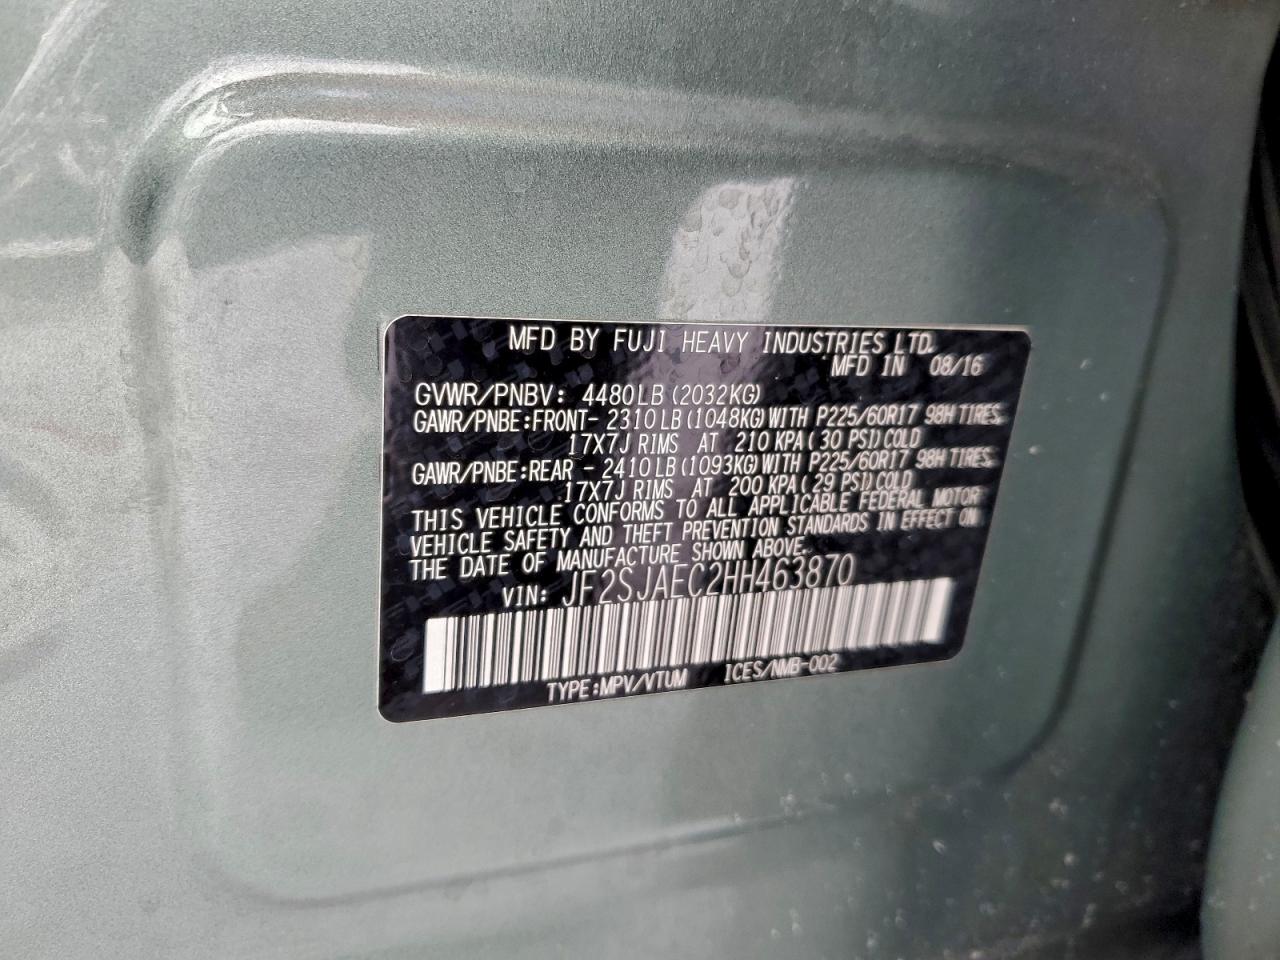 MFD BY FUJI HEAVY INDUSTRIES LTD.
MFD IN 08/16
GVWR/PNBV: 4480LB(2032KG)
GAWR/PNBE:FRONT- 2310LB(1048KG)WITH P225/60R17 98H TIRES,
17X7J RIMS AT 210 KPA(30 PSI)COLD
GAWR/PNBE:REAR - 2410LB(1093KG)WITH P225/60R17 98H TIRES,
17X7J RIMS AT 200 KPA(29 PSI)COLD
THIS VEHICLE CONFORMS TO ALL APPLICABLE FEDERAL MOTOR
VEHICLE SAFETY AND THEFT PREVENTION STANDARDS IN EFFECT ON
THE DATE OF MANUFACTURE SHOWN ABOVE.
VIN: JF2SJAEC2HH463870
TYPE:MPV/VTUM ICES/NMB-002